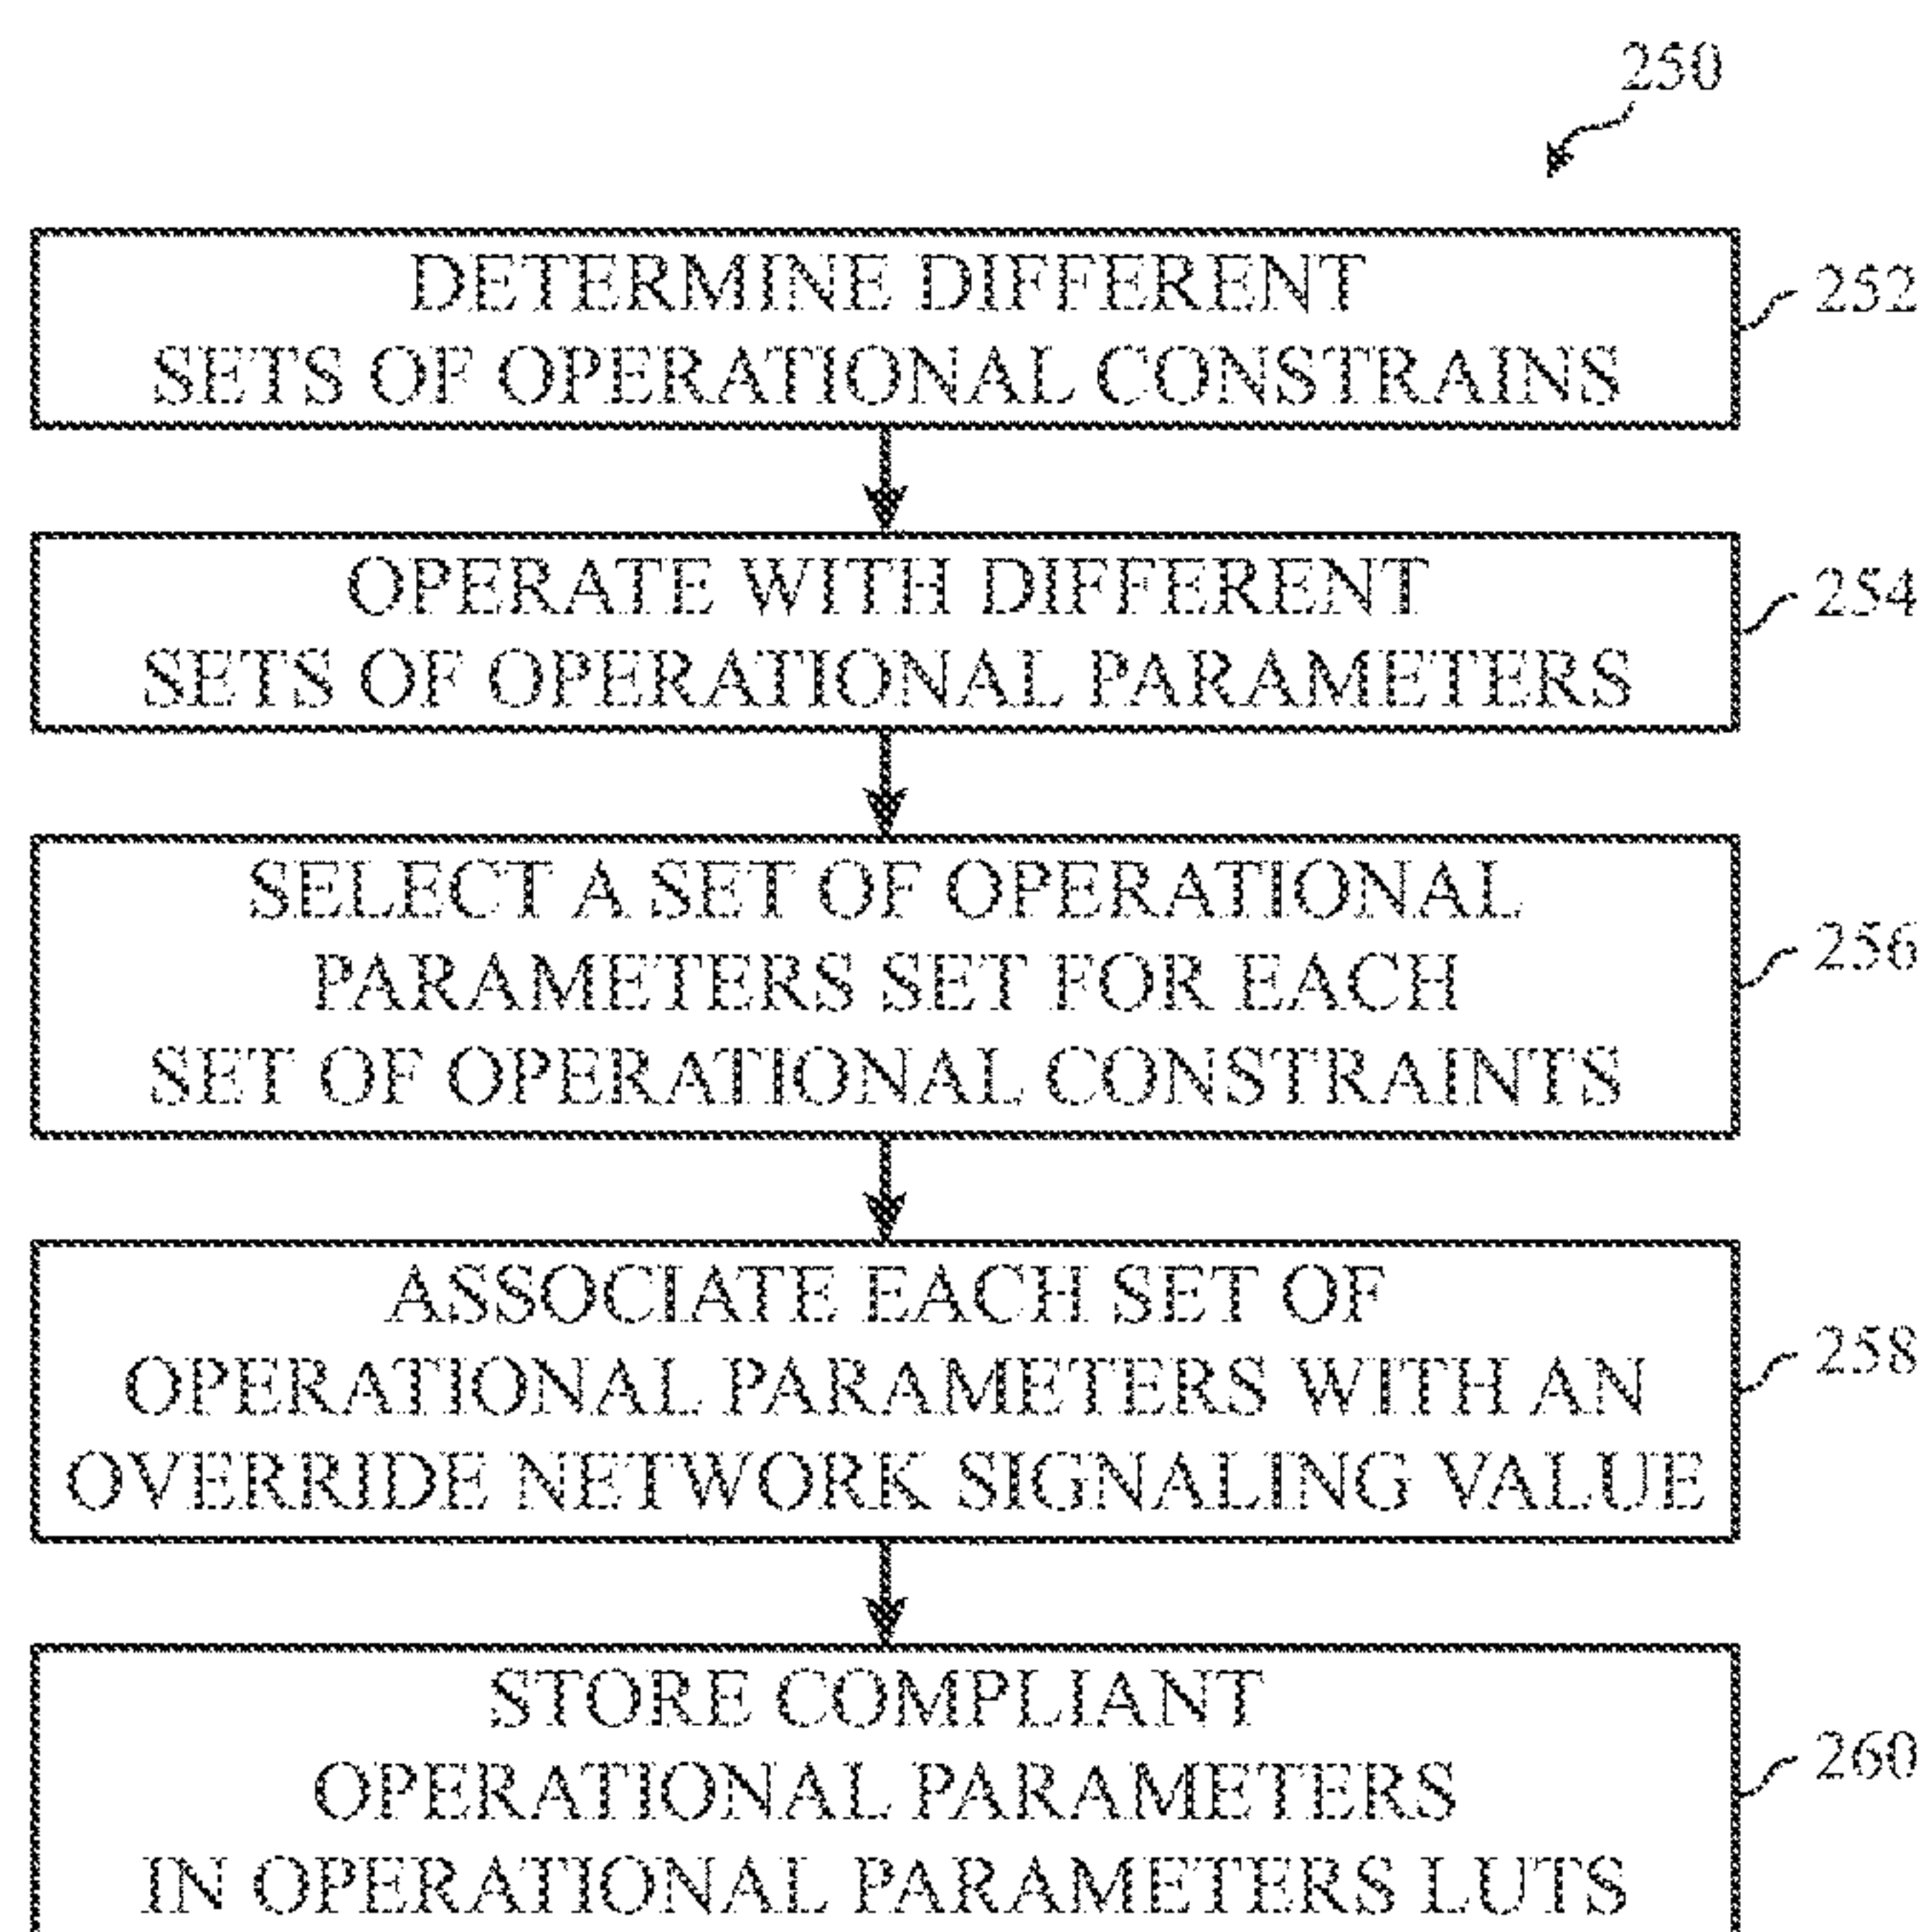 250
DETERMINE DIFFERENT
SETS OF OPERATIONAL CONSTRAINS
252
OPERATE WITH DIFFERENT
SETS OF OPERATIONAL PARAMETERS
254
SELECT A SET OF OPERATIONAL
PARAMETERS SET FOR EACH
SET OF OPERATIONAL CONSTRAINTS
256
ASSOCIATE EACH SET OF
OPERATIONAL PARAMETERS WITH AN
OVERRIDE NETWORK SIGNALING VALUE
258
STORE COMPLIANT
OPERATIONAL PARAMETERS
IN OPERATIONAL PARAMETERS LUTS
260